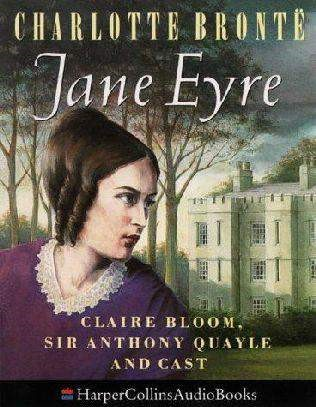 CHARLOTTE BRONTË
Jane Eyre
CLAIRE BLOOM,
SIR ANTHONY QUAYLE
AND CAST
HarperCollinsAudioBooks